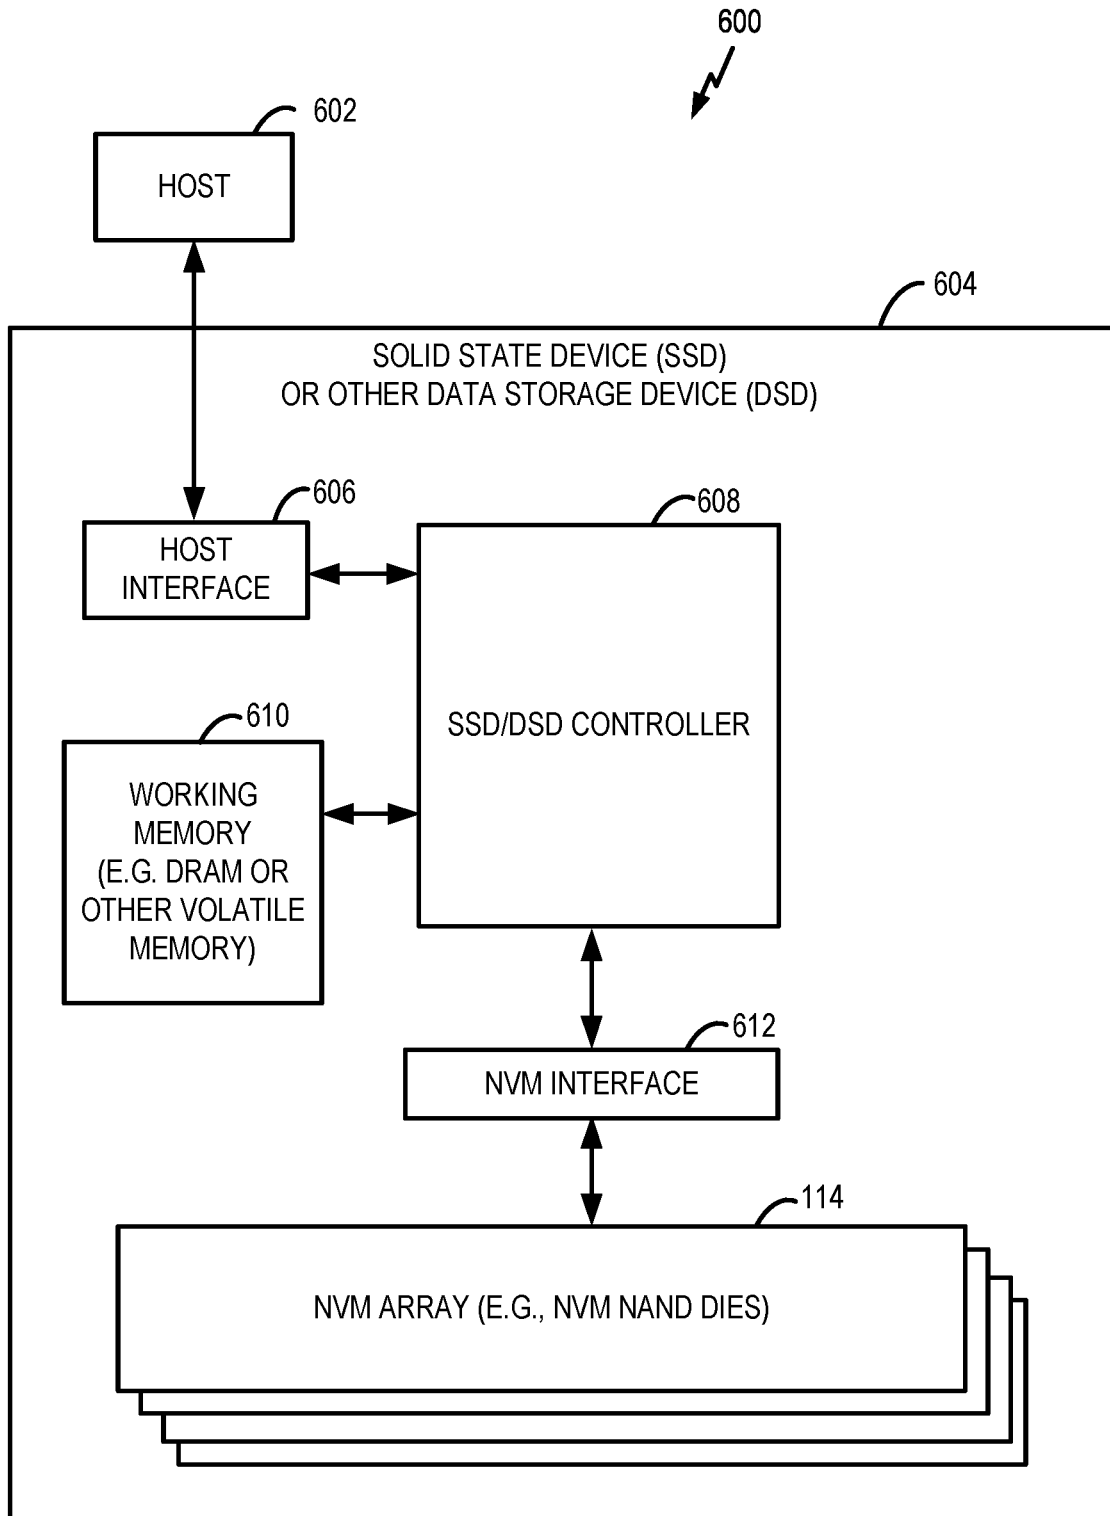 600
602
HOST
604
SOLID STATE DEVICE (SSD)
OR OTHER DATA STORAGE DEVICE (DSD)
606
HOST
INTERFACE
608
SSD/DSD CONTROLLER
610
WORKING
MEMORY
(E.G. DRAM OR
OTHER VOLATILE
MEMORY)
612
NVM INTERFACE
114
NVM ARRAY (E.G., NVM NAND DIES)